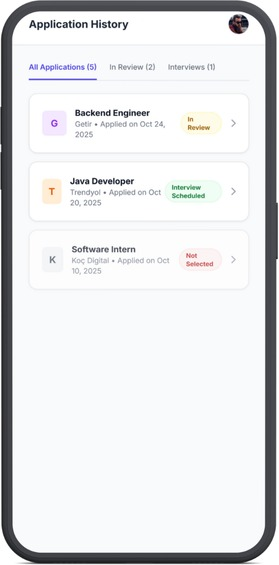 Application History
All Applications (5) In Review (2) Interviews (1)
G
Backend Engineer
Getir • Applied on Oct 24,
2025
In
Review
T
Java Developer
Trendyol • Applied on Oct
20, 2025
Interview
Scheduled
K
Software Intern
Koç Digital • Applied on Oct
10, 2025
Not
Selected